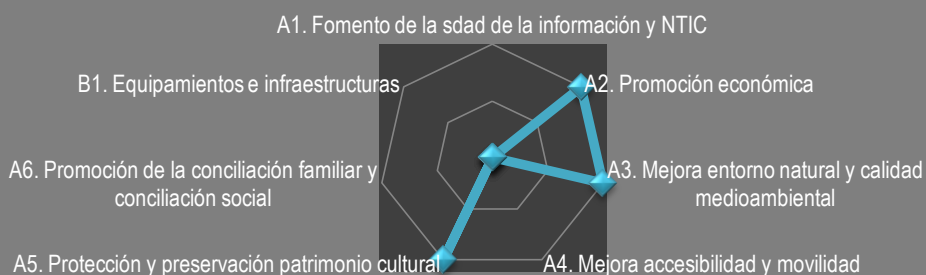 A1. Fomento de la sdad de la información y NTIC
B1. Equipamientos e infraestructuras
A2. Promoción económica
A6. Promoción de la conciliación familiar y
conciliación social
A3. Mejora entorno natural y calidad
medioambiental
A5. Protección y preservación patrimonio cultural
A4. Mejora accesibilidad y movilidad